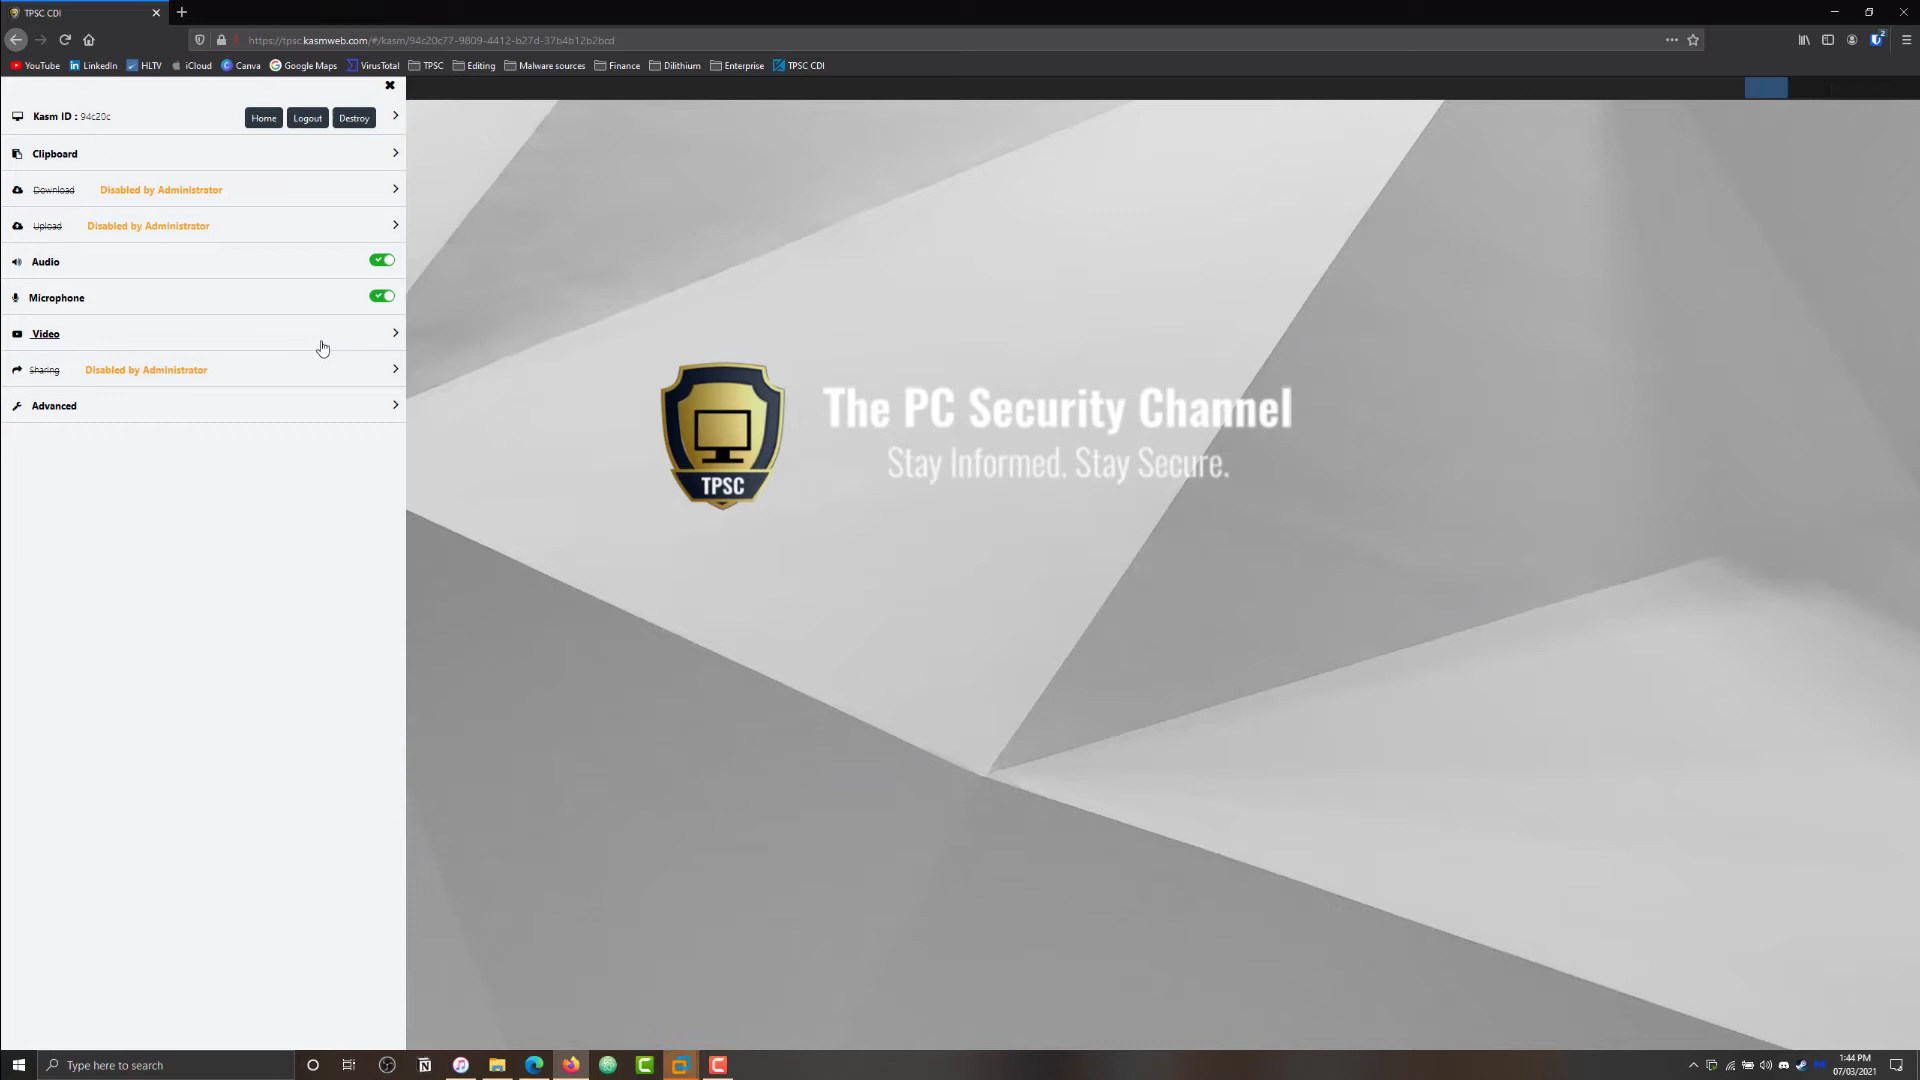 TPSC CDI
https://tpsc.kasmweb.com/#/kasm/94c20c77-9809-4412-b27d-37b4b12b2bcd
2
YouTube LinkedIn HLTV iCloud Canva Google Maps VirusTotal TPSC Editing Malware sources Finance Dilithium Enterprise TPSC CDI
Kasm ID : 94c20c Home Logout Destroy
Clipboard
Download Disabled by Administrator
Upload Disabled by Administrator
Audio
Microphone
Video
Sharing Disabled by Administrator
Advanced
The PC Security Channel
Stay Informed. Stay Secure.
TPSC
Type here to search
1:44 PM
07/03/2021